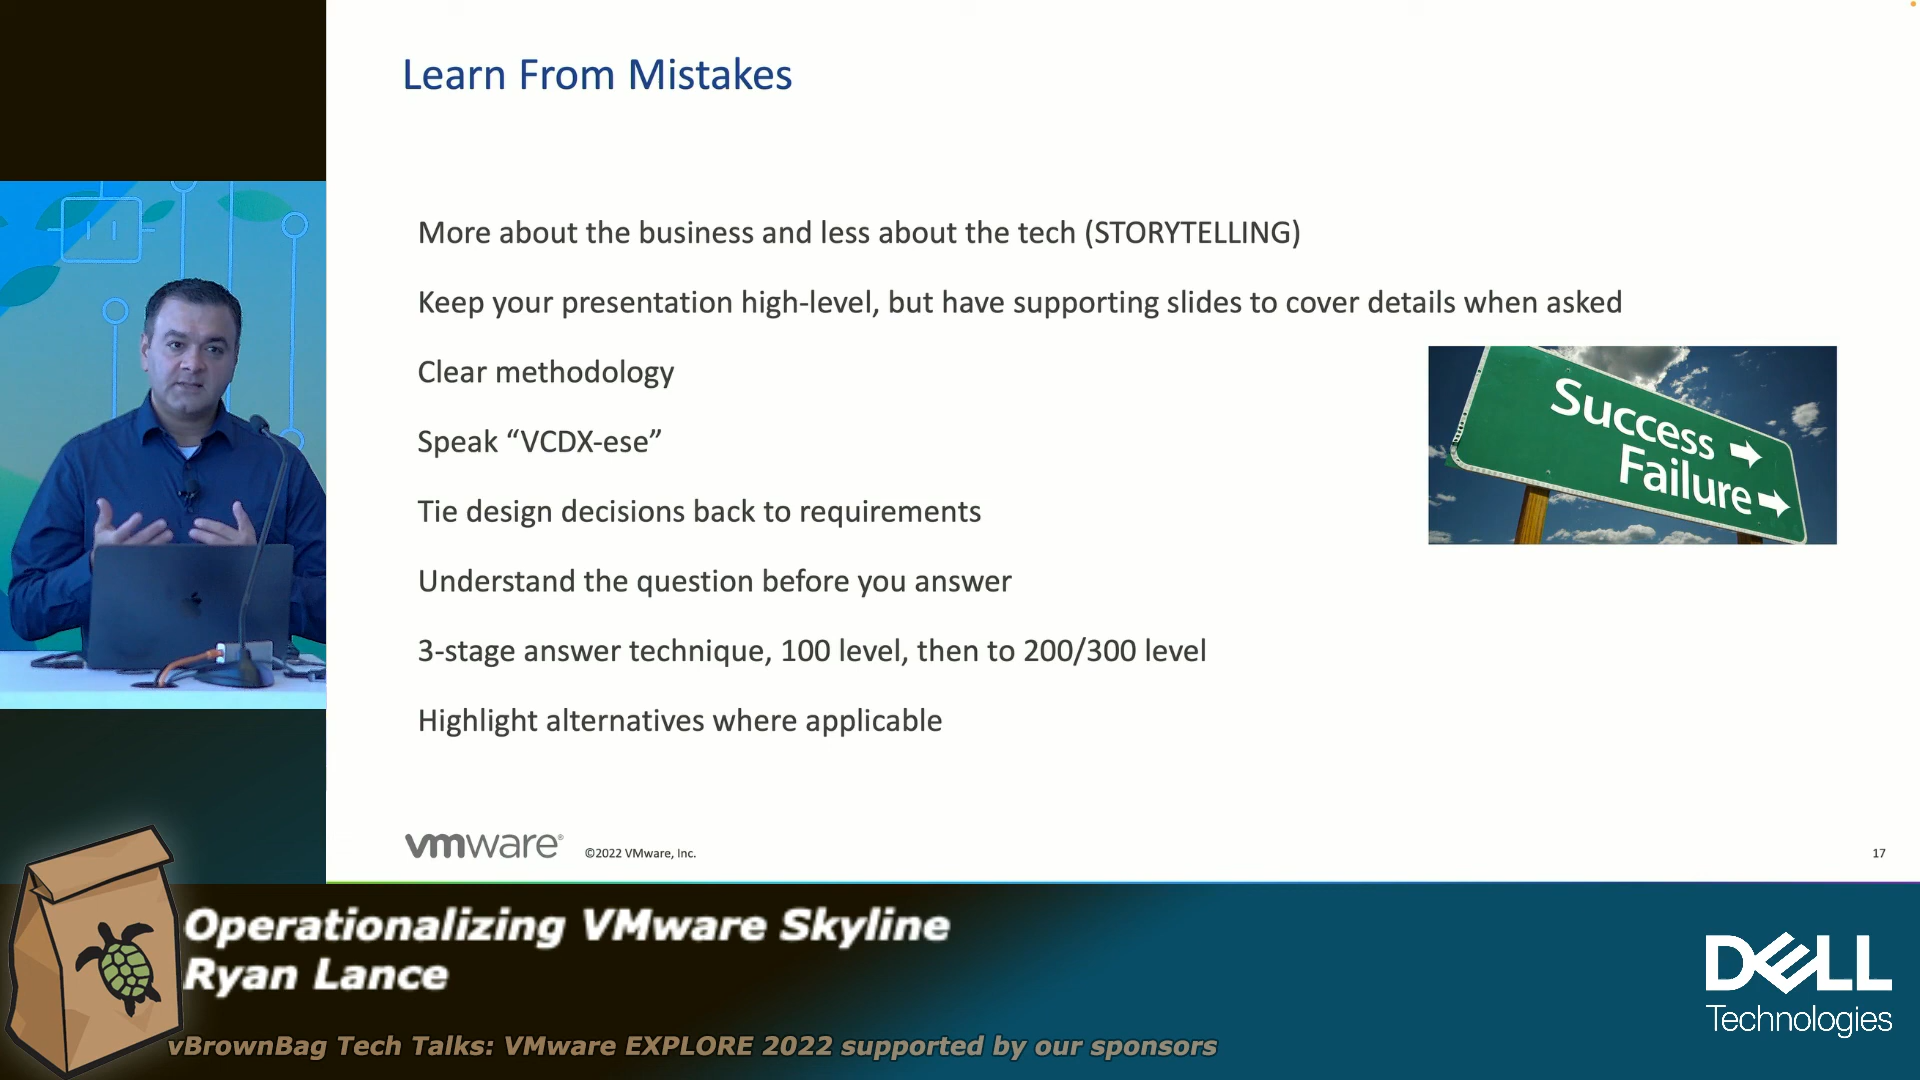 Learn From Mistakes
More about the business and less about the tech (STORYTELLING)
Keep your presentation high-level, but have supporting slides to cover details when asked
Clear methodology
Speak “VCDX-ese”
Tie design decisions back to requirements
Understand the question before you answer
3-stage answer technique, 100 level, then to 200/300 level
Highlight alternatives where applicable
Success
Failure
vmware®
©2022 VMware, Inc.
17
Operationalizing VMware Skyline
Ryan Lance
vBrownBag Tech Talks: VMware EXPLORE 2022 supported by our sponsors
DELL
Technologies